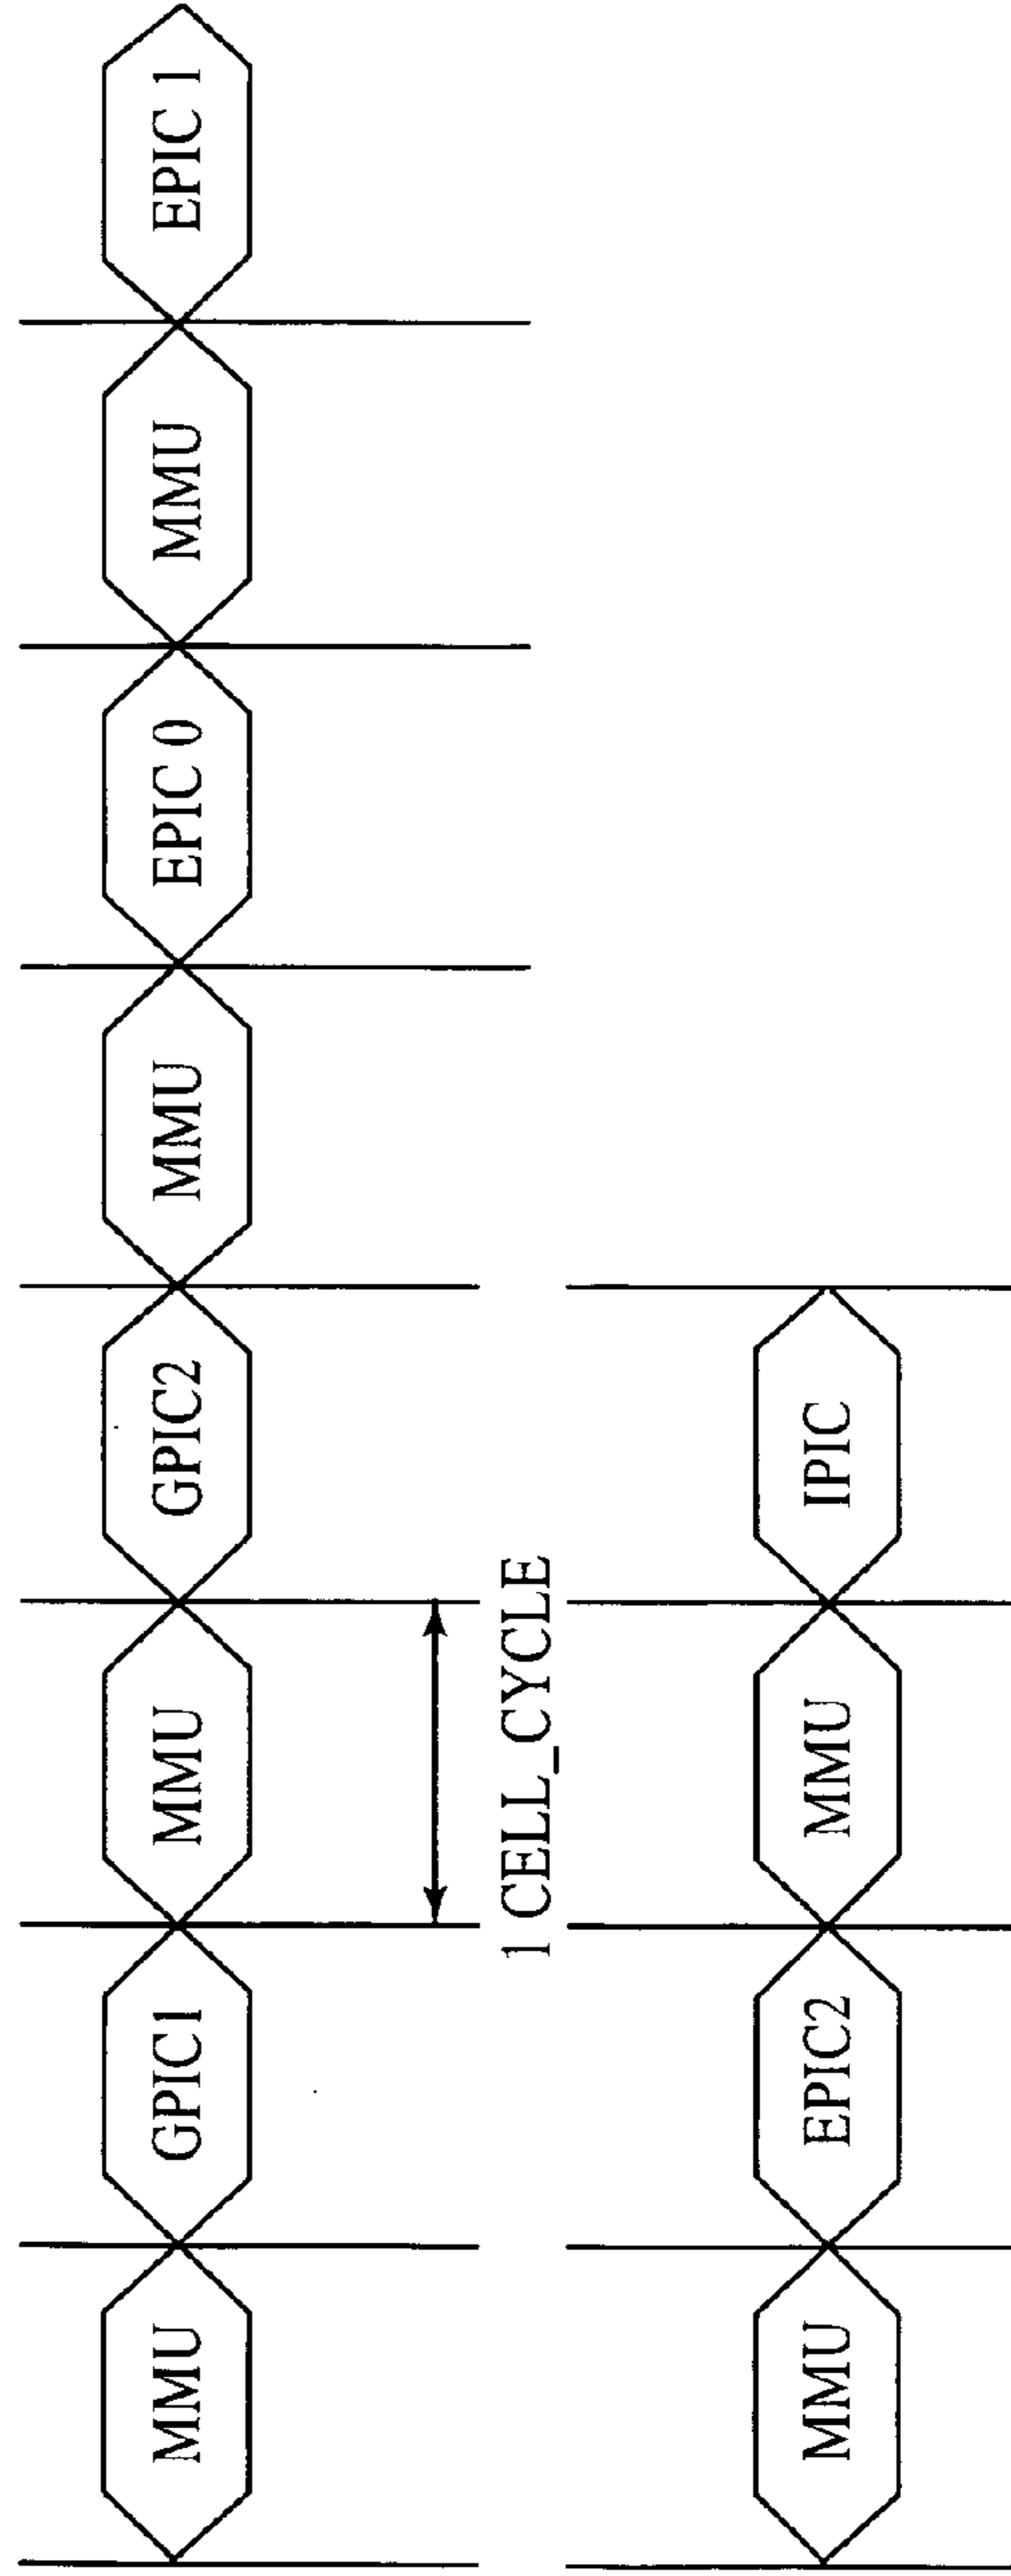 MMU GPIC1 MMU GPIC2 MMU EPIC 0 MMU EPIC 1
1 CELL_CYCLE
MMU EPIC2 MMU IPIC